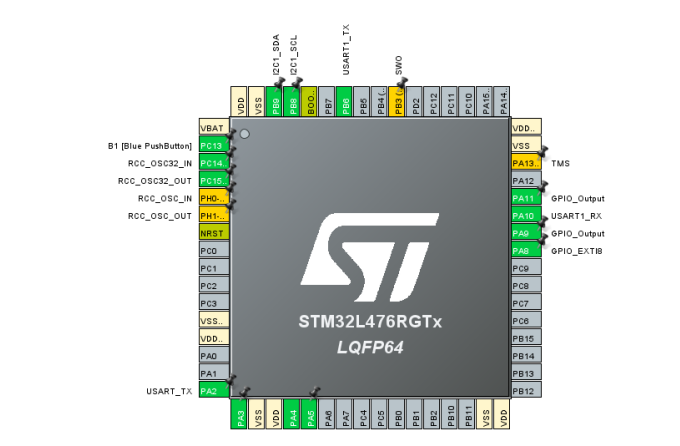 I2C1_SDA
I2C1_SCL
USART1_TX
SWO
VDD
VSS
PB9
PB8
BOO..
PB7
PB6
PB5
PB4 (..
PB3 (..
PD2
PC12
PC11
PC10
PA15..
PA14..
VBAT
B1 [Blue PushButton] PC13
RCC_OSC32_IN PC14..
RCC_OSC32_OUT PC15..
RCC_OSC_IN PH0-..
RCC_OSC_OUT PH1-..
NRST
PC0
PC1
PC2
PC3
VSS..
VDD..
PA0
PA1
USART_TX PA2
STM32L476RGTx
LQFP64
VDD..
VSS
PA13.. TMS
PA12
PA11 GPIO_Output
PA10 USART1_RX
PA9 GPIO_Output
PA8 GPIO_EXTI8
PC9
PC8
PC7
PC6
PB15
PB14
PB13
PB12
PA3
VSS
VDD
PA4
PA5
PA6
PA7
PC4
PC5
PB0
PB1
PB2
PB10
PB11
VSS
VDD